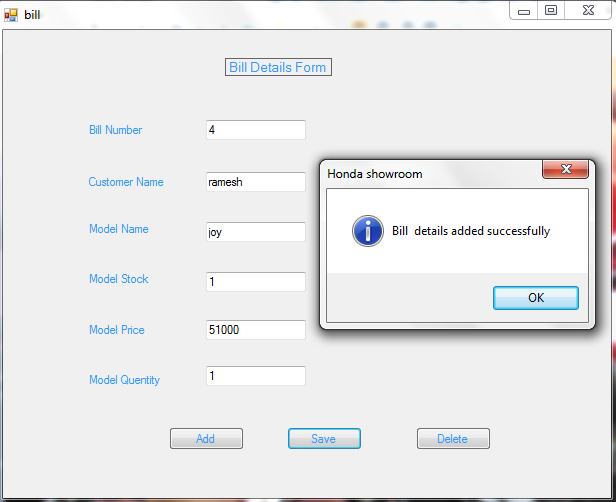 bill
Bill Details Form
Bill Number 4
Customer Name ramesh
Honda showroom
Model Name joy
Bill details added successfully
Model Stock 1
OK
Model Price 51000
Model Quentity 1
Add Save Delete